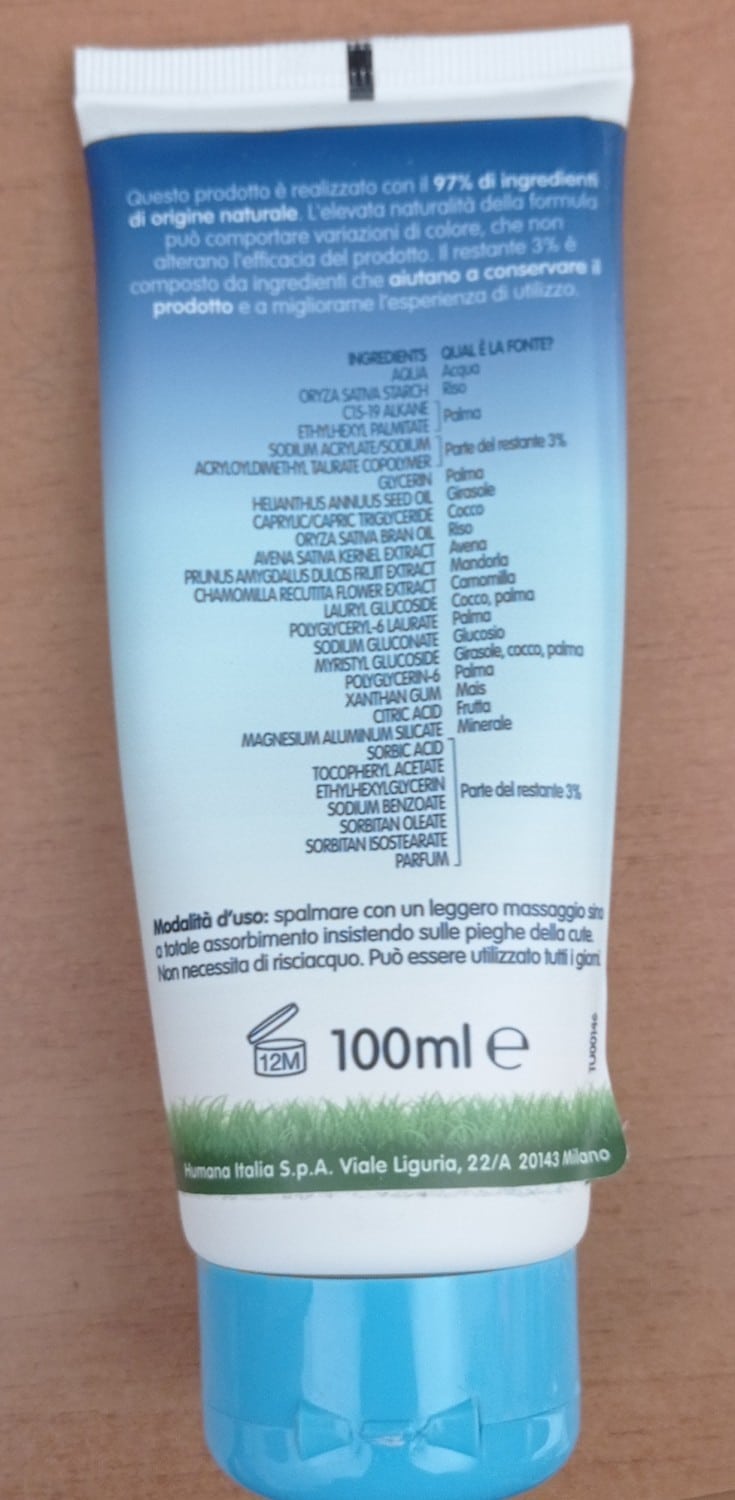 Questo prodotto è realizzato con il 97% di ingredienti
di origine naturale. L'elevata naturalità della formula
può comportare variazioni di colore, che non
alterano l'efficacia del prodotto. Il restante 3% è
composto da ingredienti che aiutano a conservare il
prodotto e a migliorarne l'esperienza di utilizzo.
INGREDIENTS QUAL È LA FONTE?
AQUA Acqua
ORYZA SATIVA STARCH Riso
C15-19 ALKANE
ETHYLHEXYL PALMITATE
Palma
SODIUM ACRYLATE/SODIUM
ACRYLOYLDIMETHYL TAURATE COPOLYMER
Parte del restante 3%
GLYCERIN Palma
HELIANTHUS ANNUUS SEED OIL Girasole
CAPRYLIC/CAPRIC TRIGLYCERIDE Cocco
ORYZA SATIVA BRAN OIL Riso
AVENA SATIVA KERNEL EXTRACT Avena
PRUNUS AMYGDALUS DULCIS FRUIT EXTRACT Mandorla
CHAMOMILLA RECUTITA FLOWER EXTRACT Camomilla
LAURYL GLUCOSIDE Cocco, palma
POLYGLYCERYL-6 LAURATE Palma
SODIUM GLUCONATE Glucosio
MYRISTYL GLUCOSIDE Girasole, cocco, palma
POLYGLYCERIN-6 Palma
XANTHAN GUM Mais
CITRIC ACID Frutta
MAGNESIUM ALUMINUM SILICATE Minerale
SORBIC ACID
TOCOPHERYL ACETATE
ETHYLHEXYLGLYCERIN
SODIUM BENZOATE
SORBITAN OLEATE
SORBITAN ISOSTEARATE
PARFUM
Parte del restante 3%
Modalità d'uso: spalmare con un leggero massaggio sino
a totale assorbimento insistendo sulle pieghe della cute.
Non necessita di risciacquo. Può essere utilizzato tutti i giorni.
12M 100ml e
TU00146
Humana Italia S.p.A. Viale Liguria, 22/A 20143 Milano